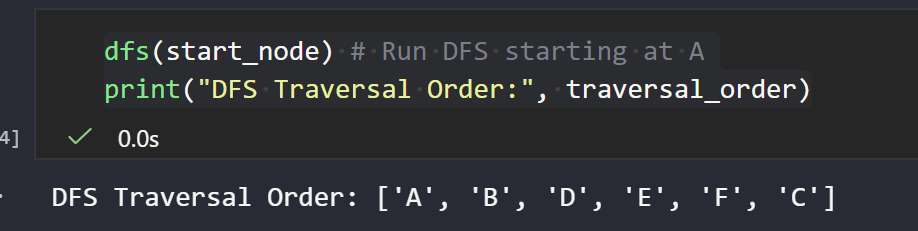 dfs(start_node) # Run DFS starting at A
print("DFS Traversal Order:", traversal_order)
4]
0.0s
DFS Traversal Order: ['A', 'B', 'D', 'E', 'F', 'C']